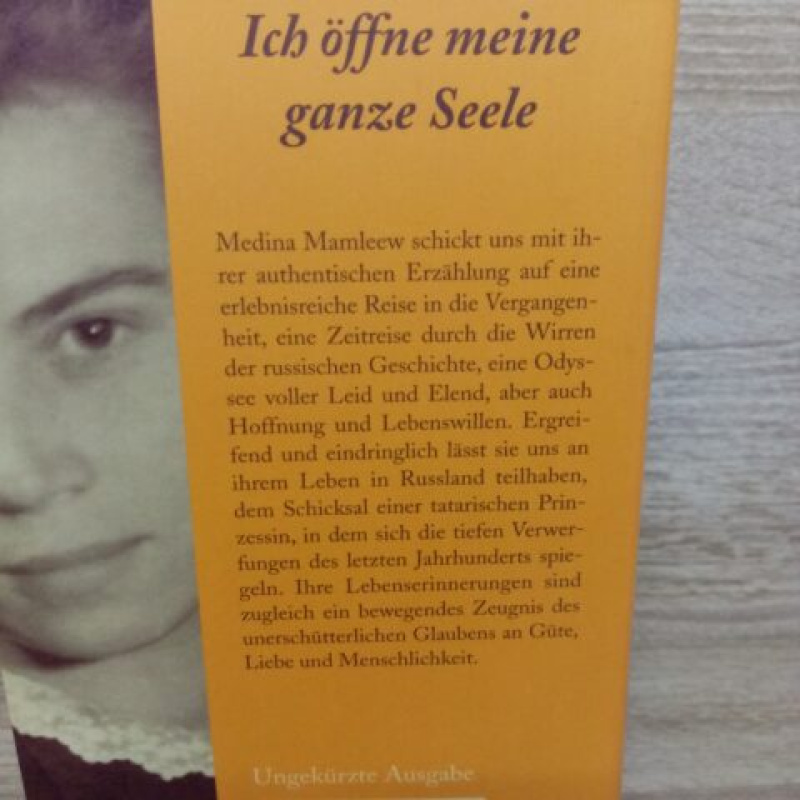 Ich öffne meine
ganze Seele
Medina Mamleew schickt uns mit ih-
rer authentischen Erzählung auf eine
erlebnisreiche Reise in die Vergangen-
heit, eine Zeitreise durch die Wirren
der russischen Geschichte, eine Odys-
see voller Leid und Elend, aber auch
Hoffnung und Lebenswillen. Ergrei-
fend und eindringlich lässt sie uns an
ihrem Leben in Russland teilhaben,
dem Schicksal einer tatarischen Prin-
zessin, in dem sich die tiefen Verwer-
fungen des letzten Jahrhunderts spie-
geln. Ihre Lebenserinnerungen sind
zugleich ein bewegendes Zeugnis des
unerschütterlichen Glaubens an Güte,
Liebe und Menschlichkeit.
Ungekürzte Ausgabe